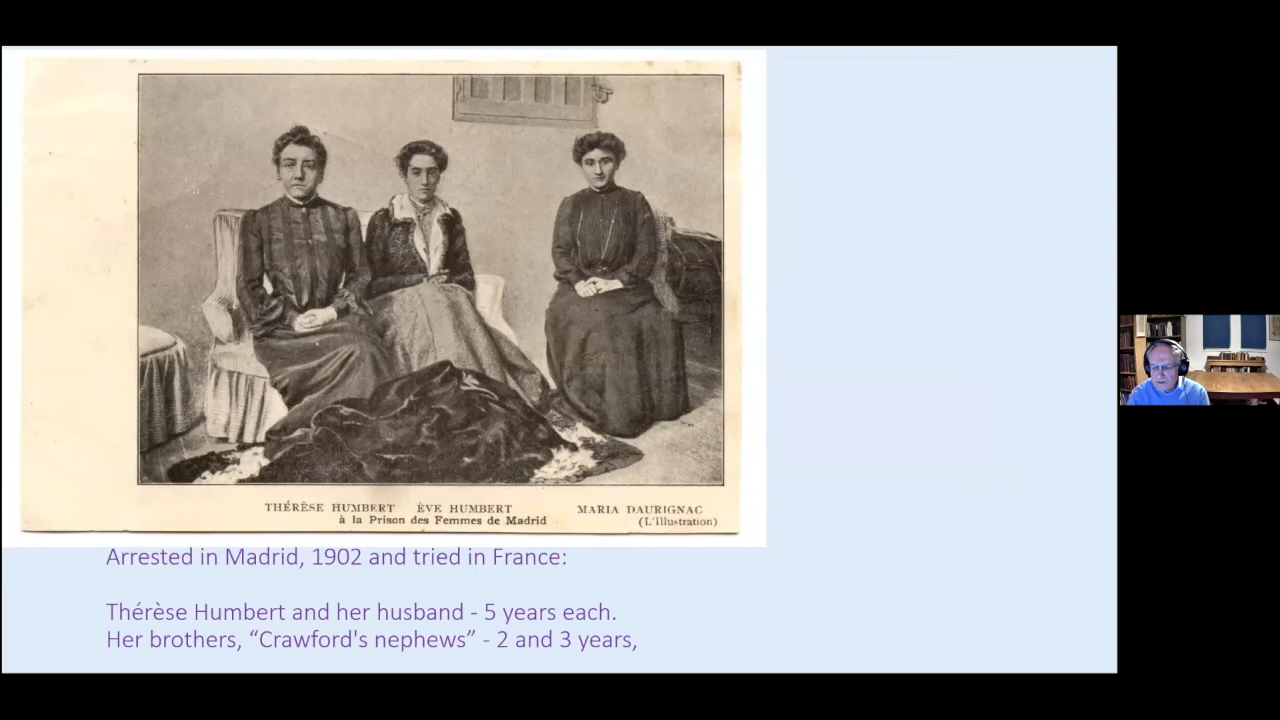 THÉRÈSE HUMBERT ÈVE HUMBERT MARIA DAURIGNAC
à la Prison des Femmes de Madrid (L'Illustration)
Arrested in Madrid, 1902 and tried in France:
Thérèse Humbert and her husband - 5 years each.
Her brothers, “Crawford's nephews” - 2 and 3 years,